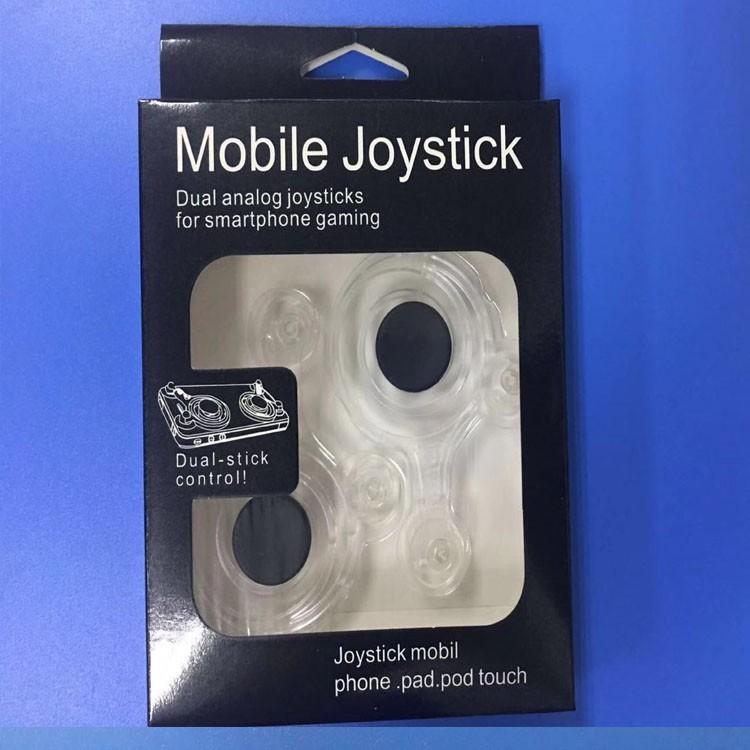 Mobile Joystick
Dual analog joysticks
for smartphone gaming
Dual-stick
control!
Joystick mobil
phone .pad.pod touch